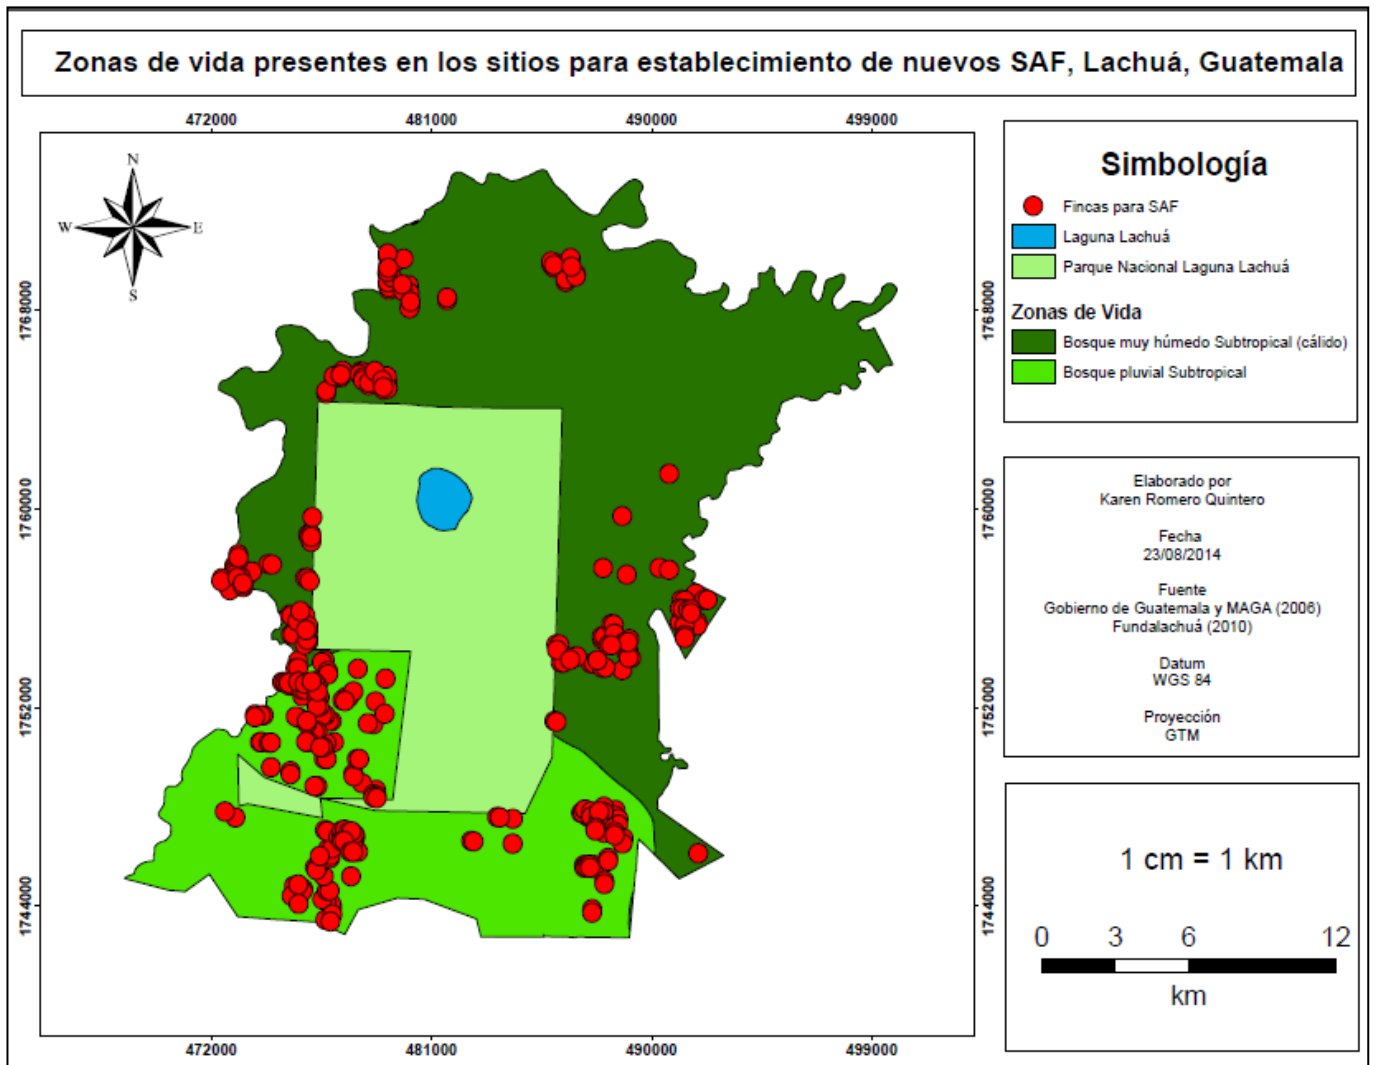 Zonas de vida presentes en los sitios para establecimiento de nuevos SAF, Lachuá, Guatemala
472000 481000 490000 499000
N
W E
S
1768000 1768000
1760000 1760000
1752000 1752000
1744000 1744000
472000 481000 490000 499000
Simbología
Fincas para SAF
Laguna Lachuá
Parque Nacional Laguna Lachuá
Zonas de Vida
Bosque muy húmedo Subtropical (cálido)
Bosque pluvial Subtropical
Elaborado por
Karen Romero Quintero
Fecha
23/08/2014
Fuente
Gobierno de Guatemala y MAGA (2006)
Fundalachuá (2010)
Datum
WGS 84
Proyección
GTM
1 cm = 1 km
0 3 6 12
km